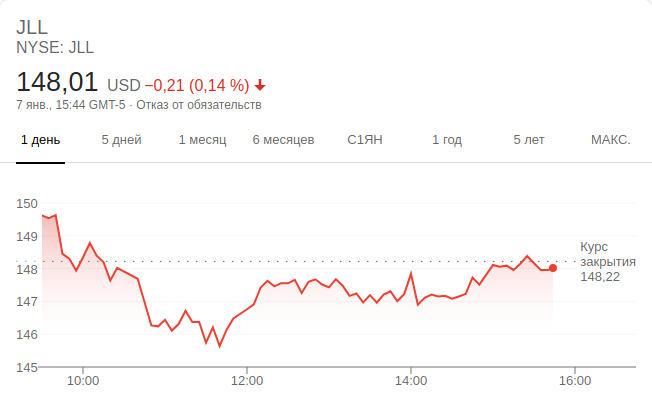 JLL
NYSE: JLL
148,01 USD −0,21 (0,14 %)
7 янв., 15:44 GMT-5 · Отказ от обязательств
1 день 5 дней 1 месяц 6 месяцев С1ЯН 1 год 5 лет МАКС.
150
149
148
147
146
145
Курс
закрытия
148,22
10:00 12:00 14:00 16:00